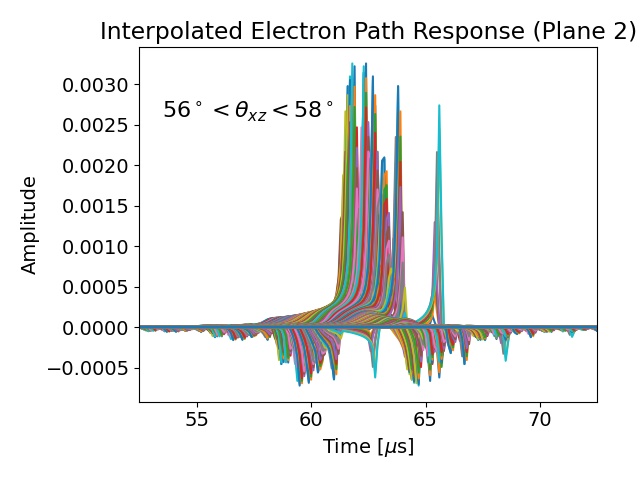 Interpolated Electron Path Response (Plane 2)
56° < θxz < 58°
Amplitude
0.0030
0.0025
0.0020
0.0015
0.0010
0.0005
0.0000
−0.0005
55 60 65 70
Time [μs]